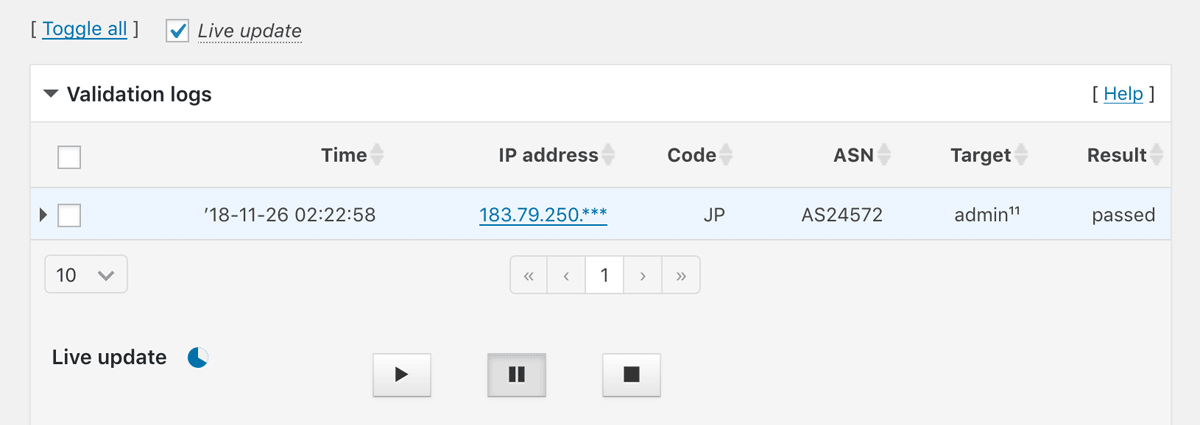 [ Toggle all ] Live update
Validation logs [ Help ]
Time IP address Code ASN Target Result
'18-11-26 02:22:58 183.79.250.*** JP AS24572 admin¹¹ passed
10 « ‹ 1 › »
Live update